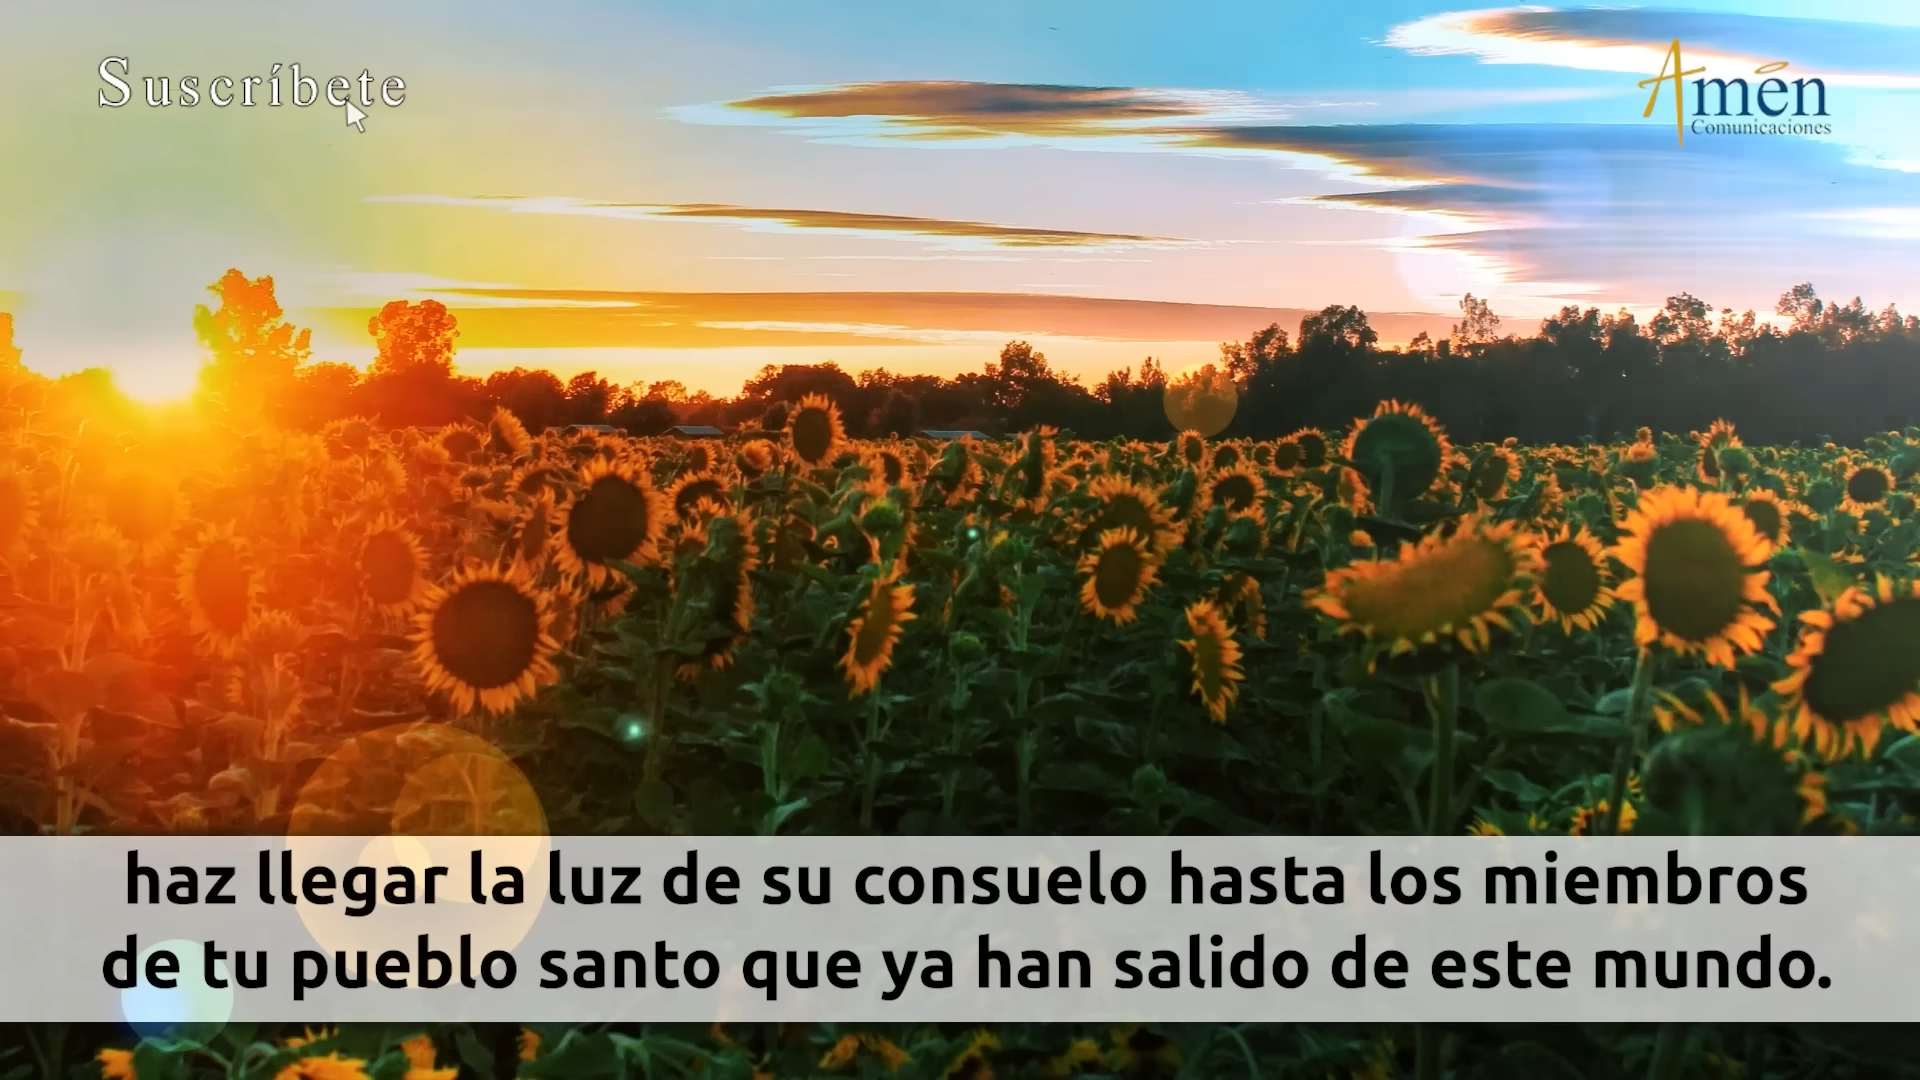 Suscríbete
Amén
Comunicaciones
haz llegar la luz de su consuelo hasta los miembros
de tu pueblo santo que ya han salido de este mundo.